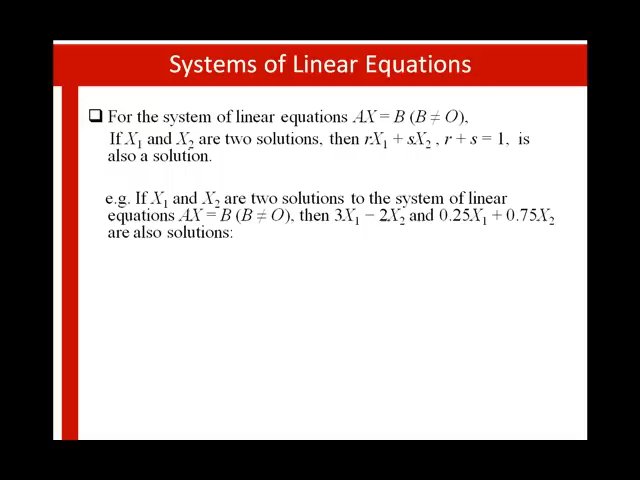 Systems of Linear Equations
❑ For the system of linear equations AX = B (B ≠ O),
If X₁ and X₂ are two solutions, then rX₁ + sX₂ , r + s = 1, is
also a solution.
e.g. If X₁ and X₂ are two solutions to the system of linear
equations AX = B (B ≠ O), then 3X₁ − 2X₂ and 0.25X₁ + 0.75X₂
are also solutions: